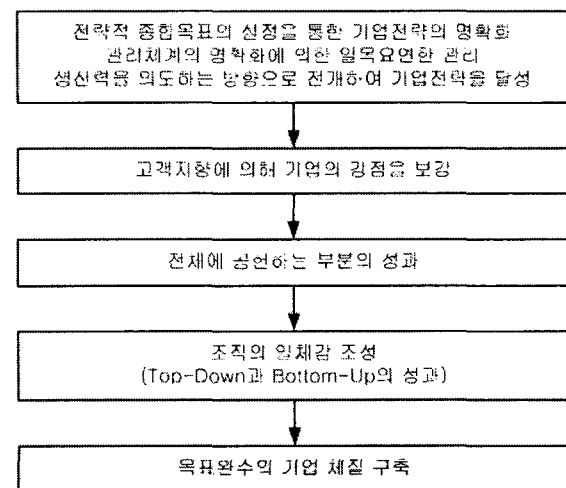 전략적 종합목표의 설정을 통한 기업전략의 명확화
관리체계의 명확화에 의한 일목요연한 관리
생산력을 의도하는 방향으로 전개하여 기업전략을 달성
고객지향에 의해 기업의 강점을 보강
전체에 공헌하는 부분의 성과
조직의 일체감 조성
(Top-Down과 Bottom-Up의 성과)
목표완수의 기업 체질 구축